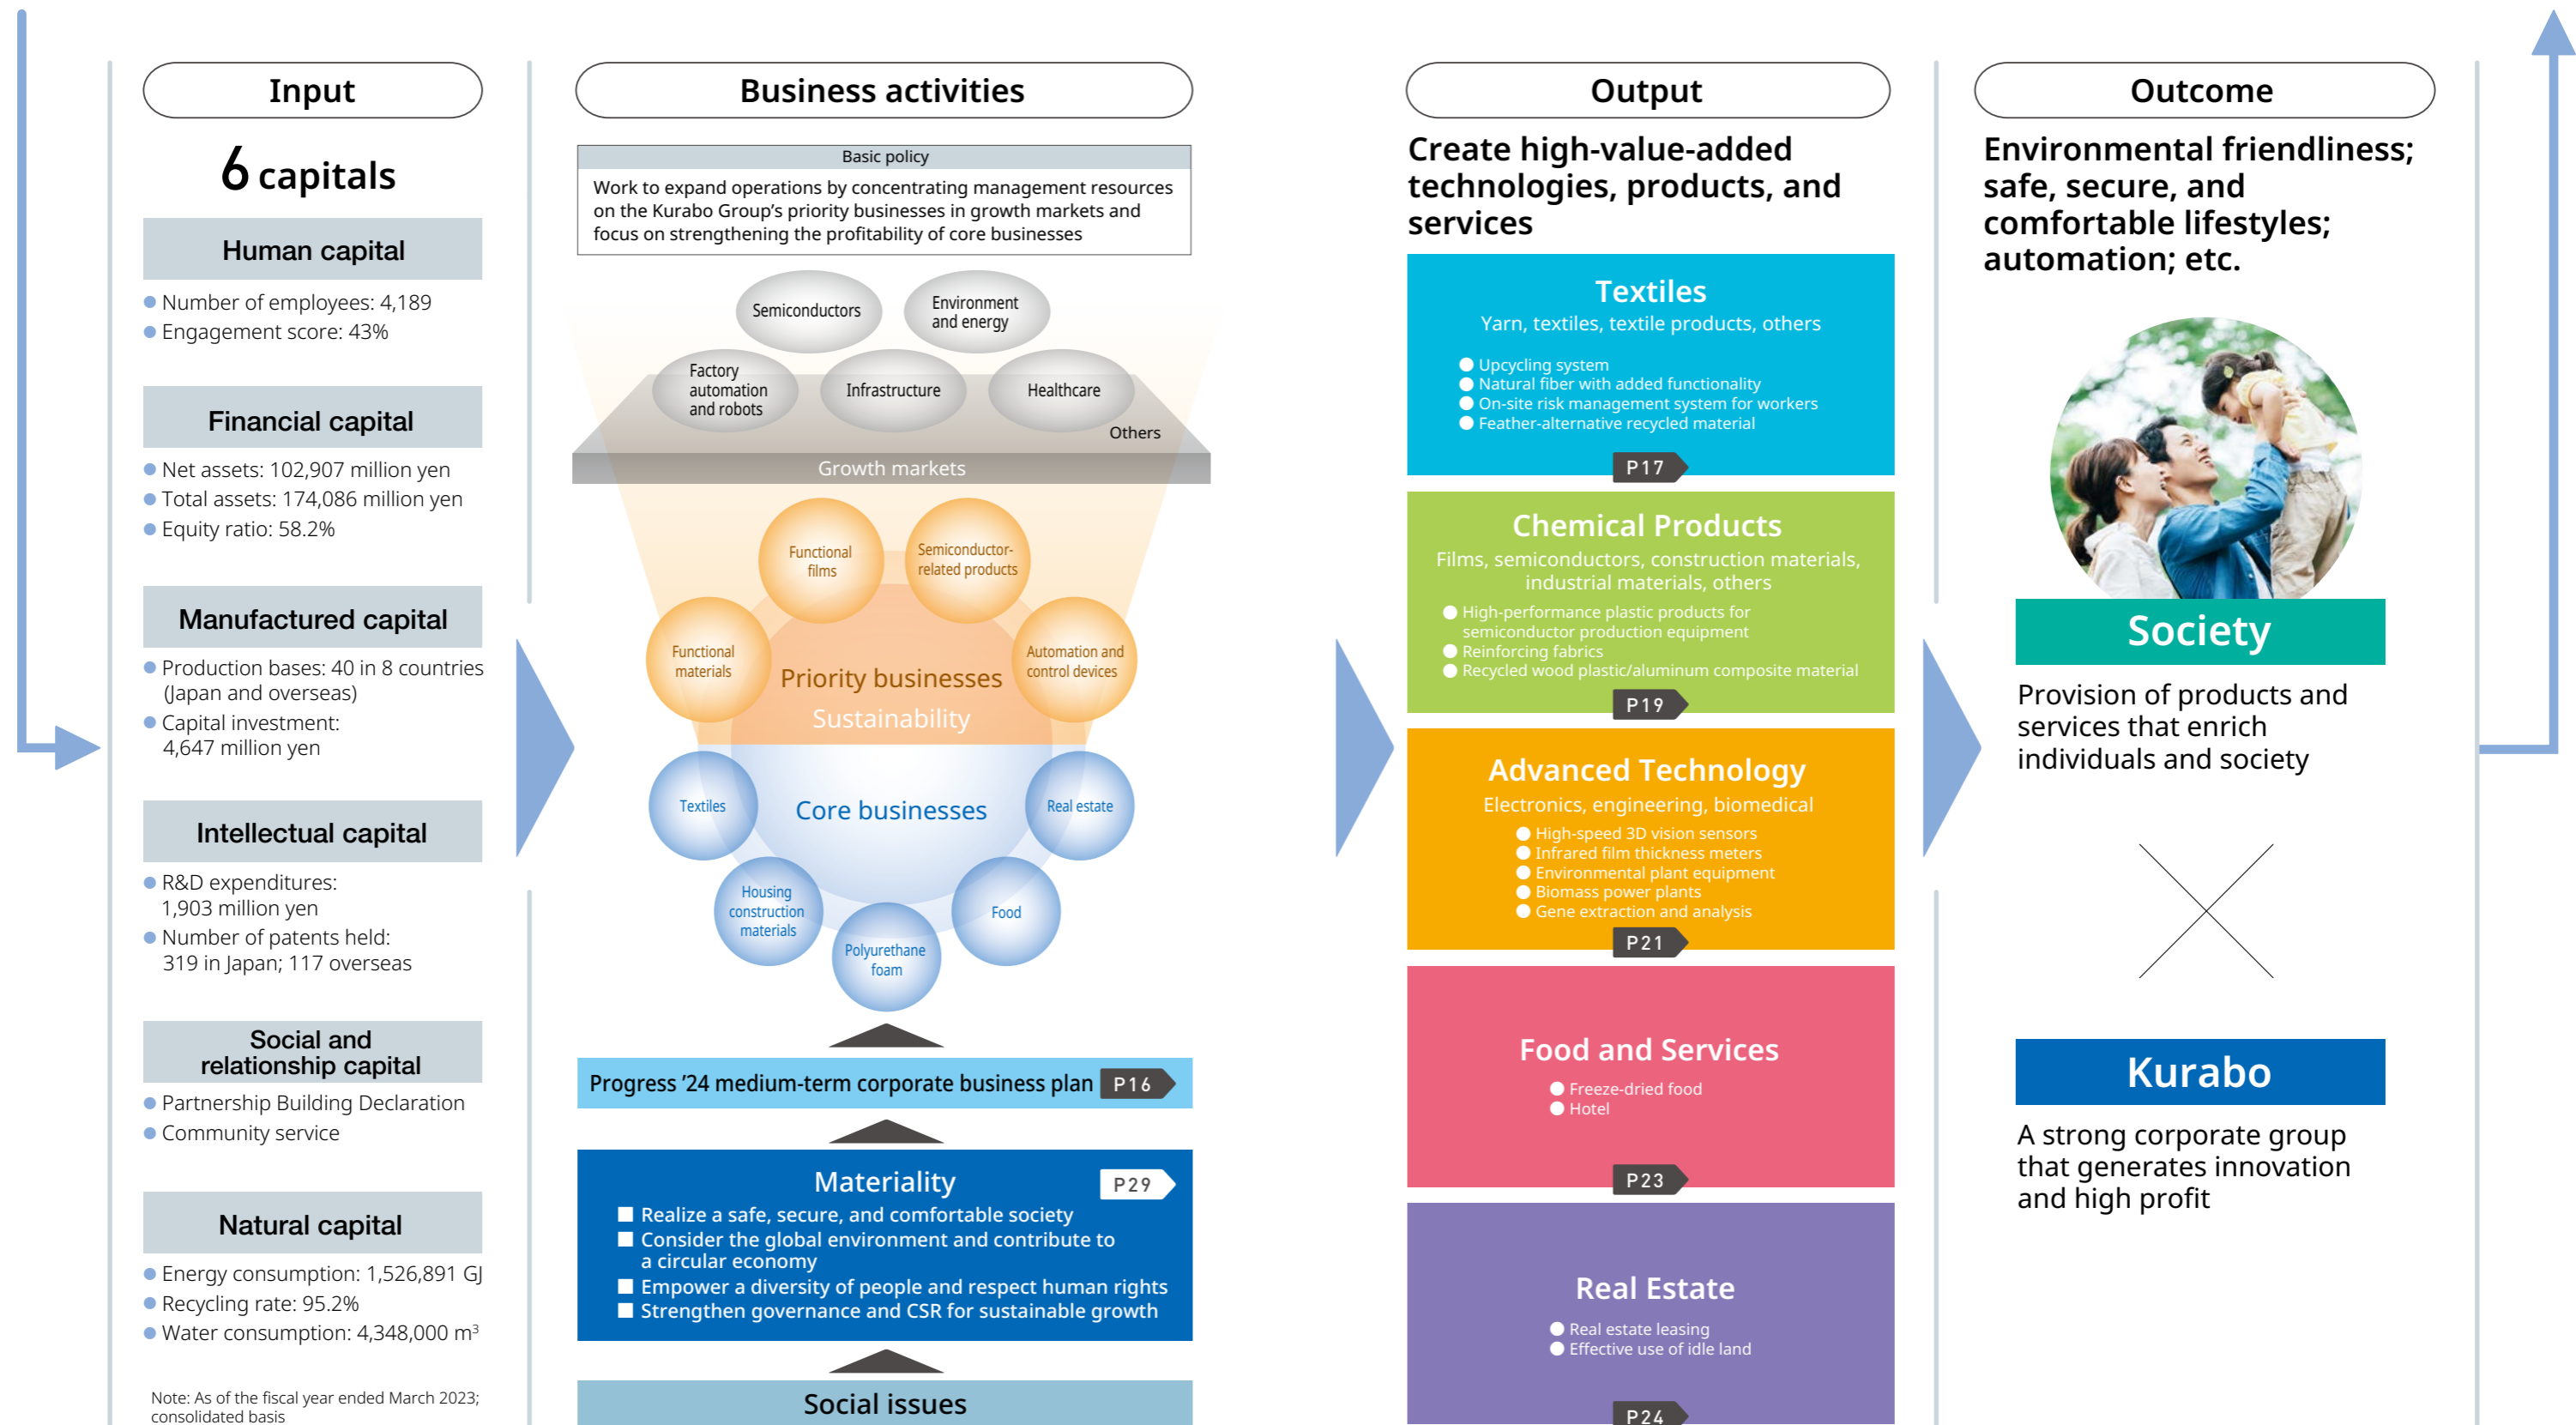 Input
6 capitals
Human capital
Number of employees: 4,189
Engagement score: 43%
Financial capital
Net assets: 102,907 million yen
Total assets: 174,086 million yen
Equity ratio: 58.2%
Manufactured capital
Production bases: 40 in 8 countries
(Japan and overseas)
Capital investment:
4,647 million yen
Intellectual capital
R&D expenditures:
1,903 million yen
Number of patents held:
319 in Japan; 117 overseas
Social and
relationship capital
Partnership Building Declaration
Community service
Natural capital
Energy consumption: 1,526,891 GJ
Recycling rate: 95.2%
Water consumption: 4,348,000 m³
Note: As of the fiscal year ended March 2023;
consolidated basis
Business activities
Basic policy
Work to expand operations by concentrating management resources
on the Kurabo Group's priority businesses in growth markets and
focus on strengthening the profitability of core businesses
Semiconductors
Environment
and energy
Factory
automation
and robots
Infrastructure
Healthcare
Others
Growth markets
Functional
films
Semiconductor-
related products
Functional
materials
Automation and
control devices
Priority businesses
Sustainability
Core businesses
Textiles
Real estate
Housing
construction
materials
Food
Polyurethane
foam
Progress '24 medium-term corporate business plan P16
Materiality P29
Realize a safe, secure, and comfortable society
Consider the global environment and contribute to
a circular economy
Empower a diversity of people and respect human rights
Strengthen governance and CSR for sustainable growth
Social issues
Output
Create high-value-added
technologies, products, and
services
Textiles
Yarn, textiles, textile products, others
Upcycling system
Natural fiber with added functionality
On-site risk management system for workers
Feather-alternative recycled material
P17
Chemical Products
Films, semiconductors, construction materials,
industrial materials, others
High-performance plastic products for
semiconductor production equipment
Reinforcing fabrics
Recycled wood plastic/aluminum composite material
P19
Advanced Technology
Electronics, engineering, biomedical
High-speed 3D vision sensors
Infrared film thickness meters
Environmental plant equipment
Biomass power plants
Gene extraction and analysis
P21
Food and Services
Freeze-dried food
Hotel
P23
Real Estate
Real estate leasing
Effective use of idle land
P24
Outcome
Environmental friendliness;
safe, secure, and
comfortable lifestyles;
automation; etc.
Society
Provision of products and
services that enrich
individuals and society
Kurabo
A strong corporate group
that generates innovation
and high profit